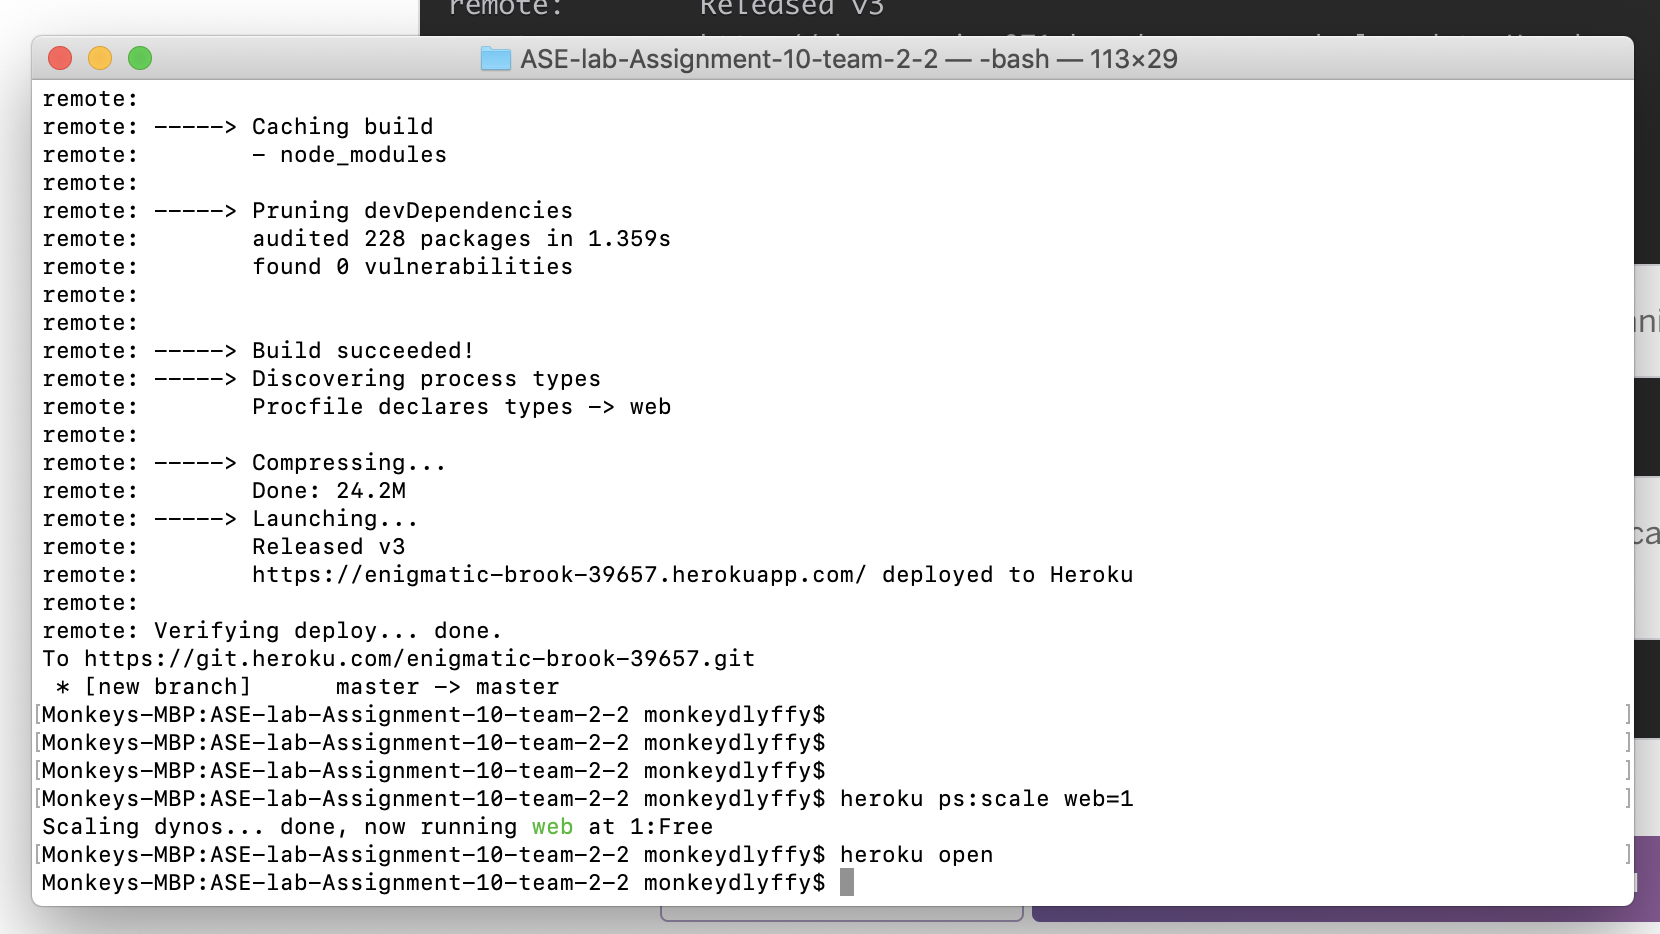 remote:        Released v3
ASE-lab-Assignment-10-team-2-2 — -bash — 113×29
remote:
remote: -----> Caching build
remote:        - node_modules
remote:
remote: -----> Pruning devDependencies
remote:        audited 228 packages in 1.359s
remote:        found 0 vulnerabilities
remote:
remote:
remote: -----> Build succeeded!
remote: -----> Discovering process types
remote:        Procfile declares types -> web
remote:
remote: -----> Compressing...
remote:        Done: 24.2M
remote: -----> Launching...
remote:        Released v3
remote:        https://enigmatic-brook-39657.herokuapp.com/ deployed to Heroku
remote:
remote: Verifying deploy... done.
To https://git.heroku.com/enigmatic-brook-39657.git
 * [new branch]      master -> master
[Monkeys-MBP:ASE-lab-Assignment-10-team-2-2 monkeydlyffy$ ]
[Monkeys-MBP:ASE-lab-Assignment-10-team-2-2 monkeydlyffy$ ]
[Monkeys-MBP:ASE-lab-Assignment-10-team-2-2 monkeydlyffy$ ]
[Monkeys-MBP:ASE-lab-Assignment-10-team-2-2 monkeydlyffy$ heroku ps:scale web=1 ]
Scaling dynos... done, now running web at 1:Free
[Monkeys-MBP:ASE-lab-Assignment-10-team-2-2 monkeydlyffy$ heroku open ]
Monkeys-MBP:ASE-lab-Assignment-10-team-2-2 monkeydlyffy$